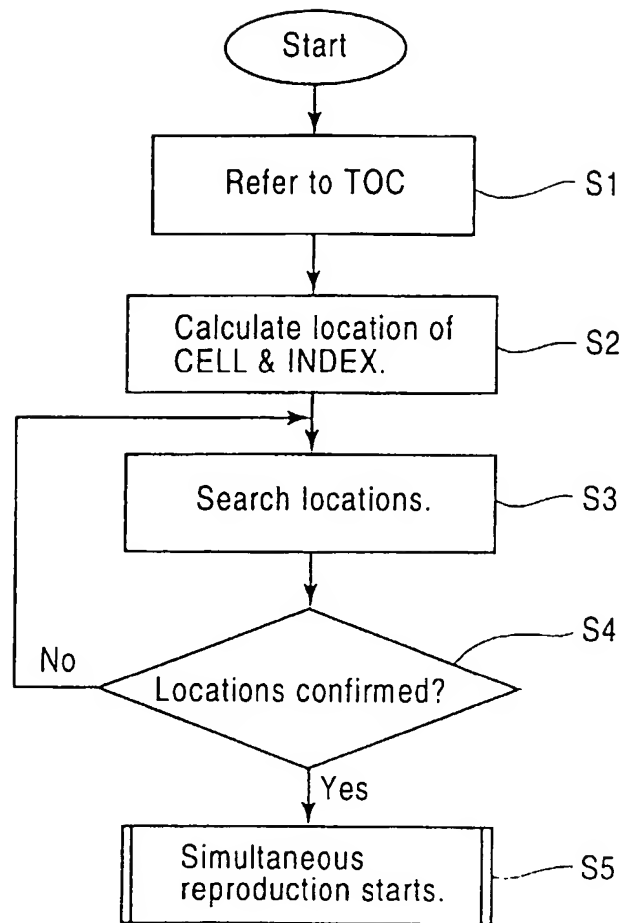 Start
Refer to TOC
S1
Calculate location of
CELL & INDEX.
S2
Search locations.
S3
S4
No
Locations confirmed?
Yes
Simultaneous
reproduction starts.
S5